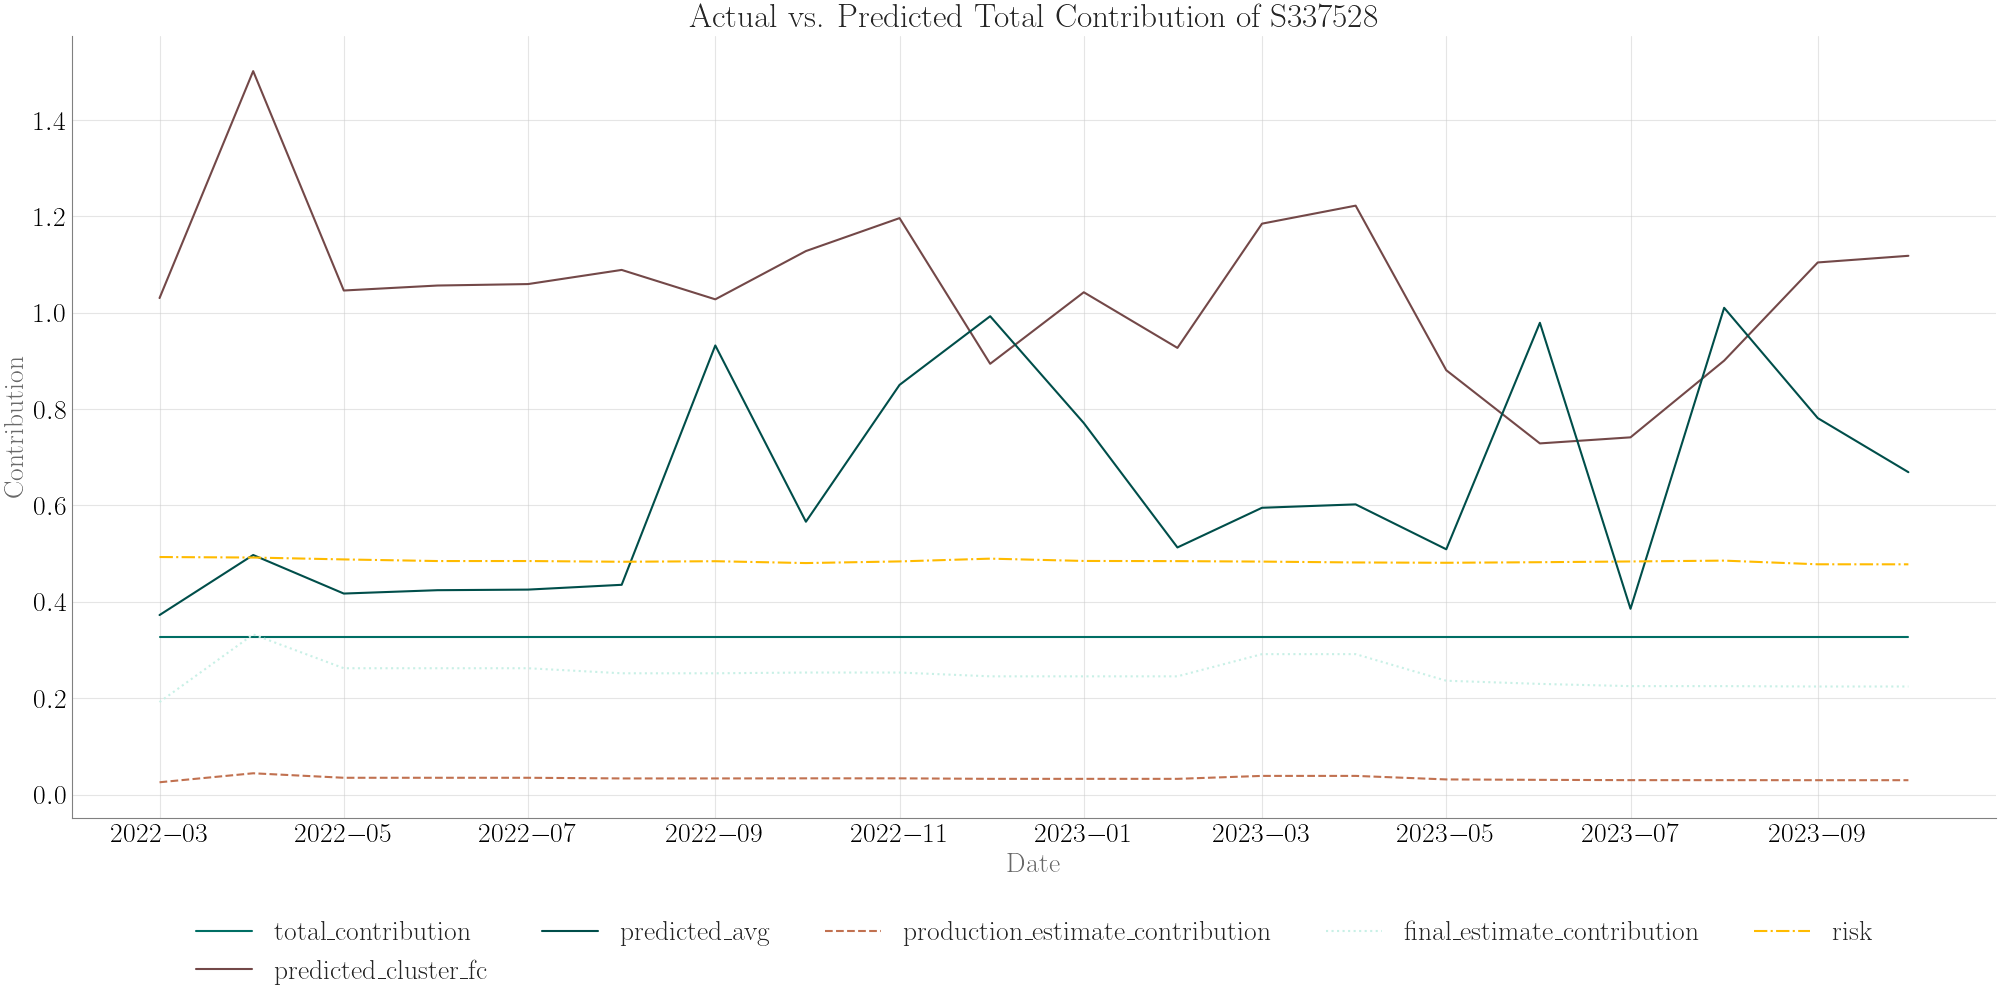 Actual vs. Predicted Total Contribution of S337528
1.4
1.2
1.0
0.8
0.6
0.4
0.2
0.0
Contribution
2022−03 2022−05 2022−07 2022−09 2022−11 2023−01 2023−03 2023−05 2023−07 2023−09
Date
total_contribution predicted_avg production_estimate_contribution final_estimate_contribution risk
predicted_cluster_fc